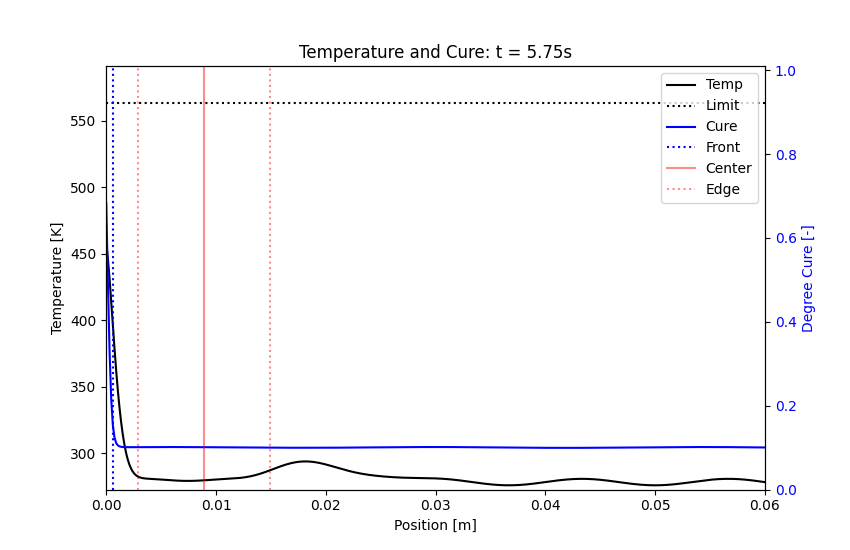 Temperature and Cure: t = 5.75s
Temp
Limit
Cure
Front
Center
Edge
550
500
450
400
350
300
Temperature [K]
1.0
0.8
0.6
0.4
0.2
0.0
Degree Cure [-]
0.00
0.01
0.02
0.03
0.04
0.05
0.06
Position [m]